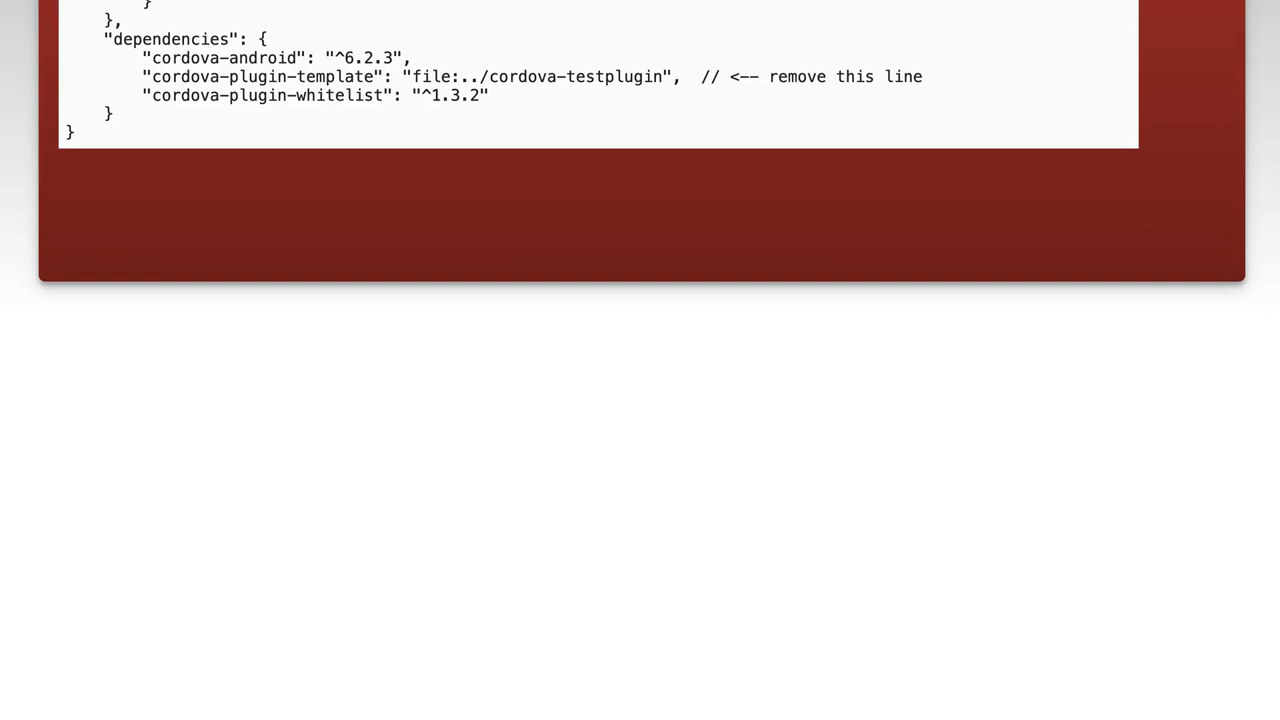 }
},
"dependencies": {
"cordova-android": "^6.2.3",
"cordova-plugin-template": "file:../cordova-testplugin",  // <-- remove this line
"cordova-plugin-whitelist": "^1.3.2"
}
}